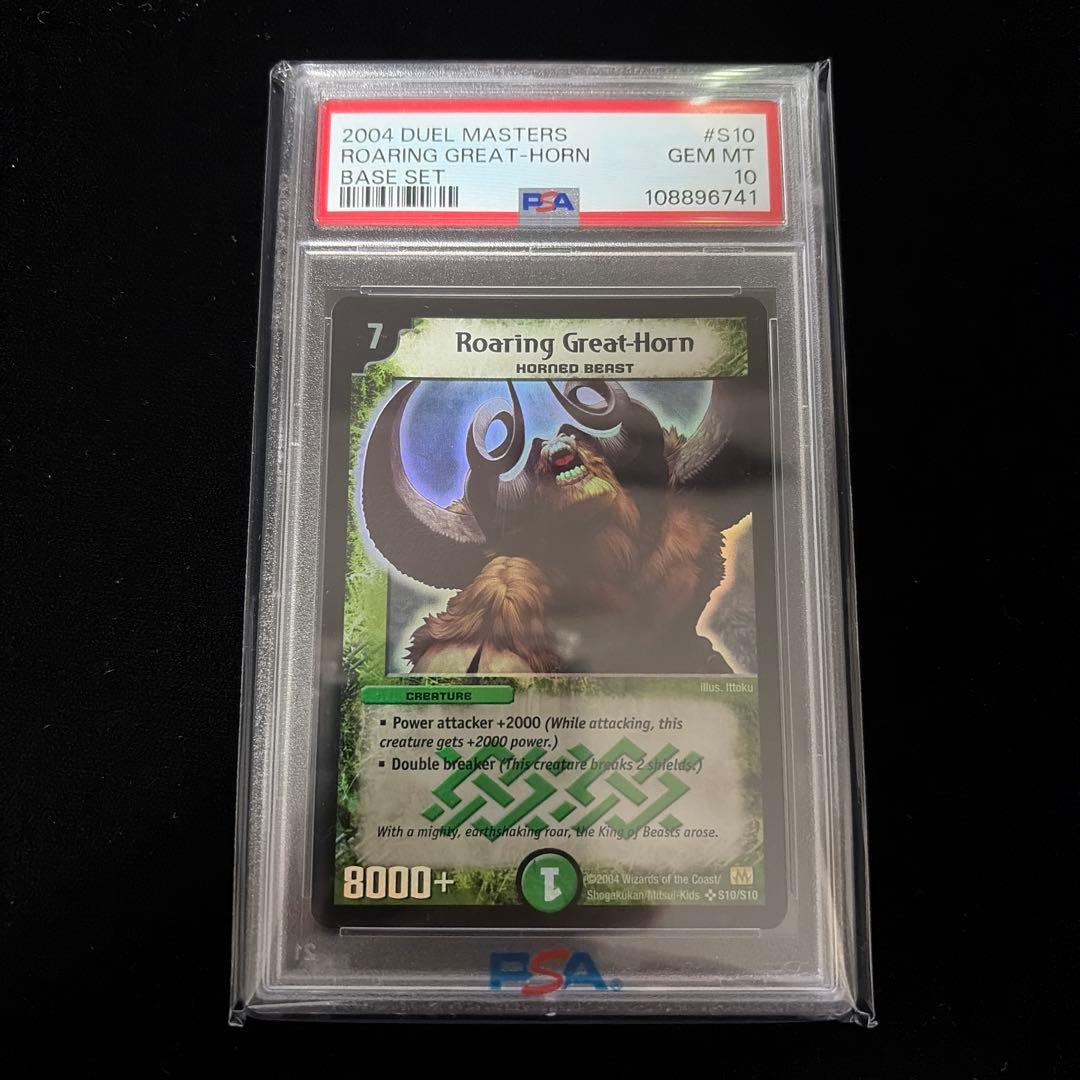 2004 DUEL MASTERS #S10
ROARING GREAT-HORN GEM MT
BASE SET 10
PSA 108896741
7
Roaring Great-Horn
HORNED BEAST
illus. Ittoku
CREATURE
▪ Power attacker +2000 (While attacking, this
creature gets +2000 power.)
▪ Double breaker (This creature breaks 2 shields.)
With a mighty, earthshaking roar, the King of Beasts arose.
8000+
1
©2004 Wizards of the Coast/
Shogakukan/Mitsui-Kids S10/S10
PSA®